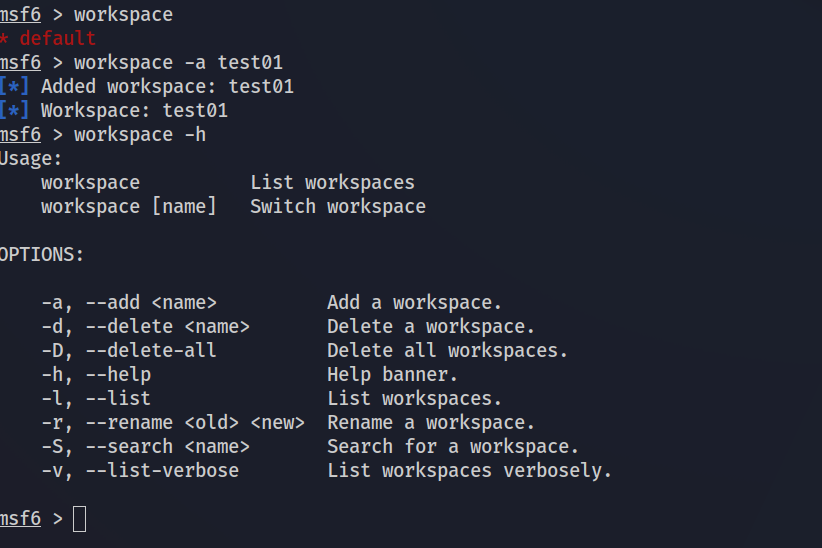 msf6 > workspace
* default
msf6 > workspace -a test01
[*] Added workspace: test01
[*] Workspace: test01
msf6 > workspace -h
Usage:
    workspace          List workspaces
    workspace [name]   Switch workspace

OPTIONS:

    -a, --add <name>          Add a workspace.
    -d, --delete <name>       Delete a workspace.
    -D, --delete-all          Delete all workspaces.
    -h, --help                Help banner.
    -l, --list                List workspaces.
    -r, --rename <old> <new>  Rename a workspace.
    -S, --search <name>       Search for a workspace.
    -v, --list-verbose        List workspaces verbosely.

msf6 >